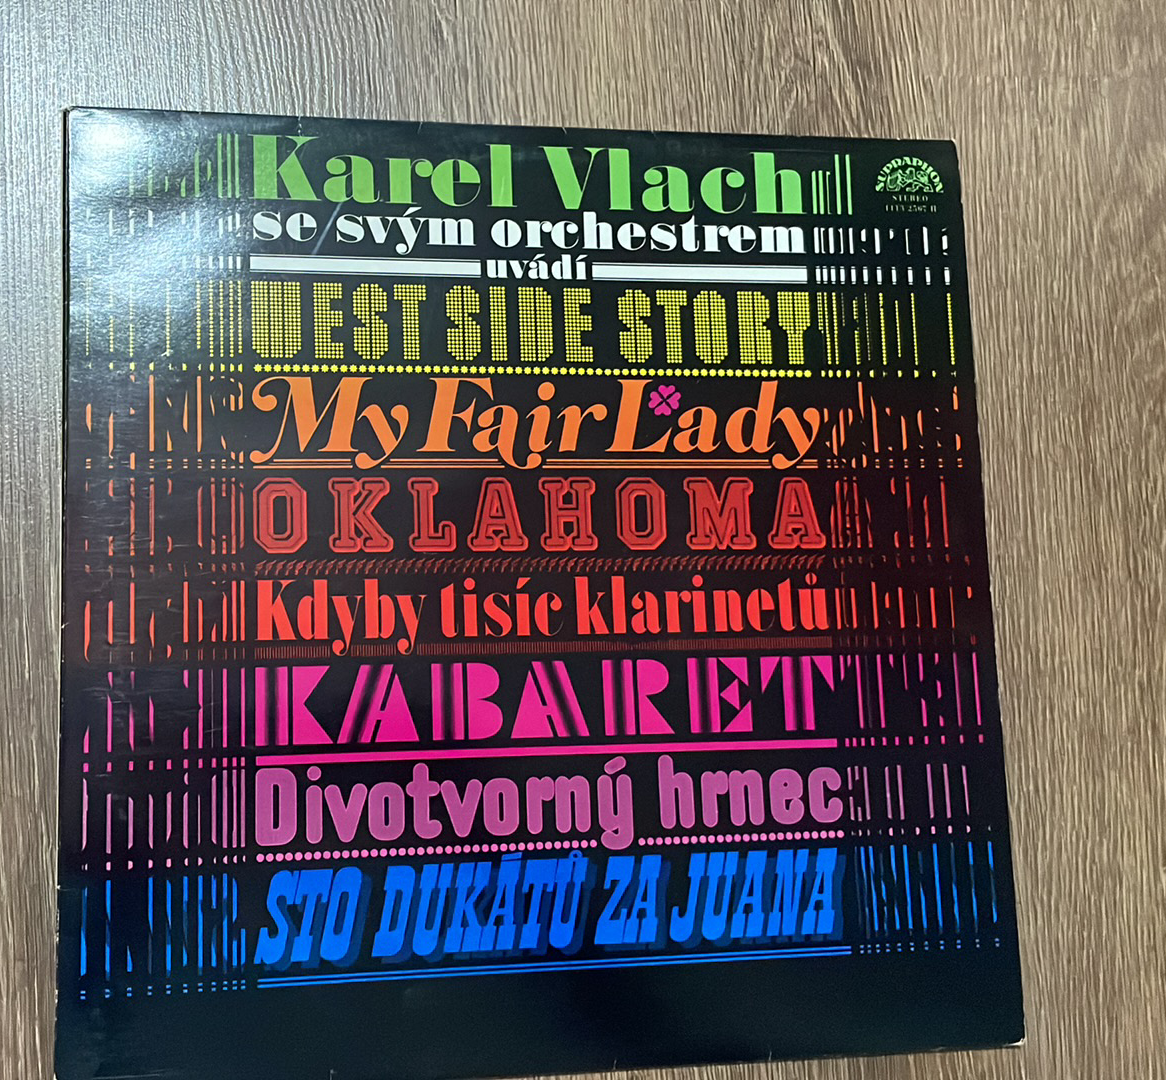 Karel Vlach
SUPRAPHON
STEREO
se svým orchestrem
uvádí
WEST SIDE STORY
My Fair Lady
OKLAHOMA
Kdyby tisíc klarinetů
KABARET
Divotvorný hrnec
STO DUKÁTŮ ZA JUANA